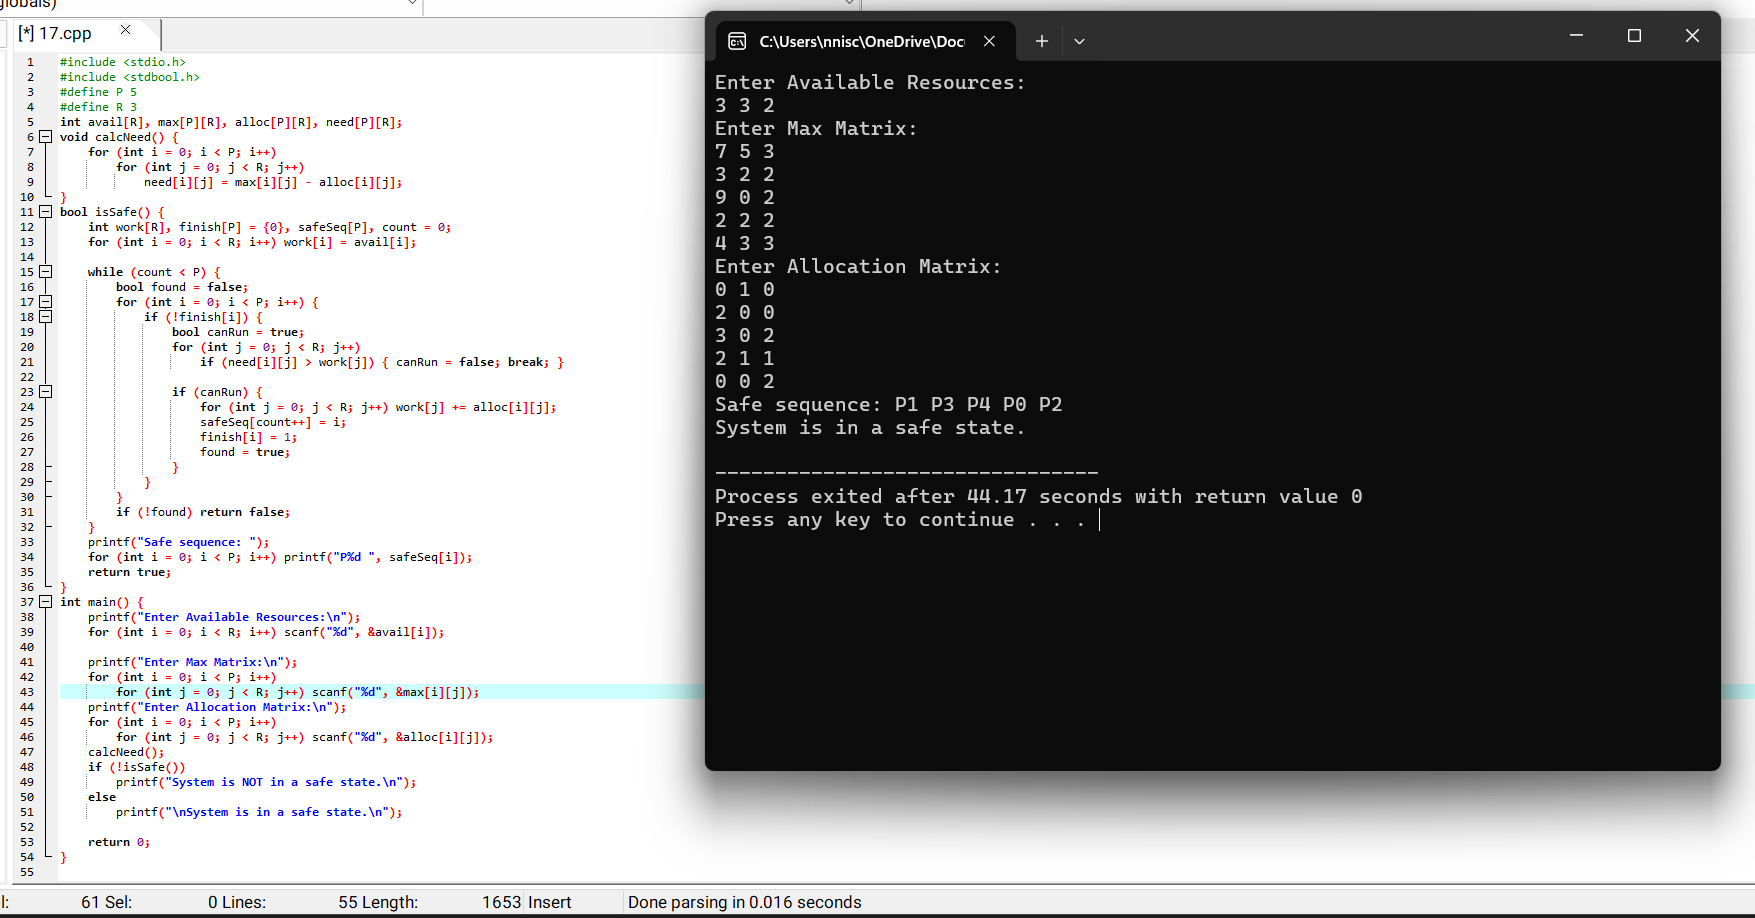 globals)
[*] 17.cpp
1 #include <stdio.h>
2 #include <stdbool.h>
3 #define P 5
4 #define R 3
5 int avail[R], max[P][R], alloc[P][R], need[P][R];
6 void calcNeed() {
7     for (int i = 0; i < P; i++)
8         for (int j = 0; j < R; j++)
9             need[i][j] = max[i][j] - alloc[i][j];
10 }
11 bool isSafe() {
12     int work[R], finish[P] = {0}, safeSeq[P], count = 0;
13     for (int i = 0; i < R; i++) work[i] = avail[i];
14
15     while (count < P) {
16         bool found = false;
17         for (int i = 0; i < P; i++) {
18             if (!finish[i]) {
19                 bool canRun = true;
20                 for (int j = 0; j < R; j++)
21                     if (need[i][j] > work[j]) { canRun = false; break; }
22
23                 if (canRun) {
24                     for (int j = 0; j < R; j++) work[j] += alloc[i][j];
25                     safeSeq[count++] = i;
26                     finish[i] = 1;
27                     found = true;
28                 }
29             }
30         }
31         if (!found) return false;
32     }
33     printf("Safe sequence: ");
34     for (int i = 0; i < P; i++) printf("P%d ", safeSeq[i]);
35     return true;
36 }
37 int main() {
38     printf("Enter Available Resources:\n");
39     for (int i = 0; i < R; i++) scanf("%d", &avail[i]);
40
41     printf("Enter Max Matrix:\n");
42     for (int i = 0; i < P; i++)
43         for (int j = 0; j < R; j++) scanf("%d", &max[i][j]);
44     printf("Enter Allocation Matrix:\n");
45     for (int i = 0; i < P; i++)
46         for (int j = 0; j < R; j++) scanf("%d", &alloc[i][j]);
47     calcNeed();
48     if (!isSafe())
49         printf("System is NOT in a safe state.\n");
50     else
51         printf("\nSystem is in a safe state.\n");
52
53     return 0;
54 }
55
C:\Users\nnisc\OneDrive\Doc
Enter Available Resources:
3 3 2
Enter Max Matrix:
7 5 3
3 2 2
9 0 2
2 2 2
4 3 3
Enter Allocation Matrix:
0 1 0
2 0 0
3 0 2
2 1 1
0 0 2
Safe sequence: P1 P3 P4 P0 P2
System is in a safe state.
--------------------------------
Process exited after 44.17 seconds with return value 0
Press any key to continue . . .
l: 61 Sel: 0 Lines: 55 Length: 1653 Insert Done parsing in 0.016 seconds